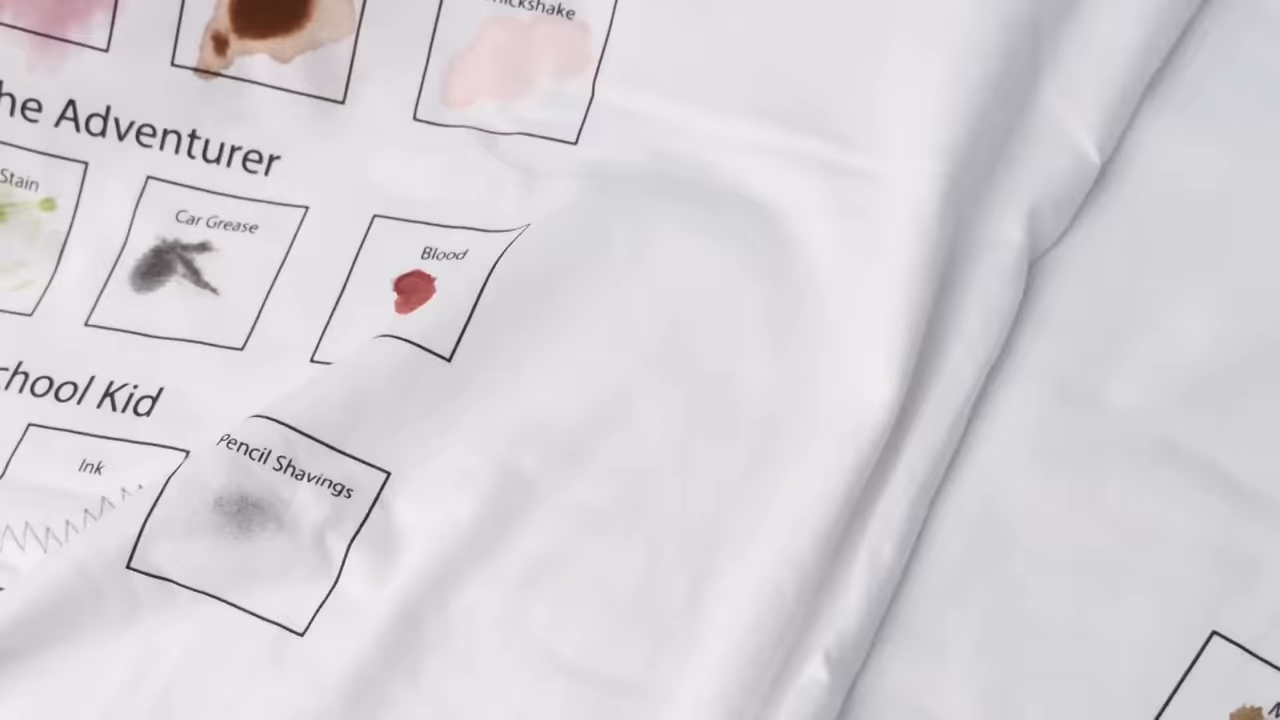 he Adventurer
Stain
Car Grease
Blood
chool Kid
Ink
Pencil Shavings